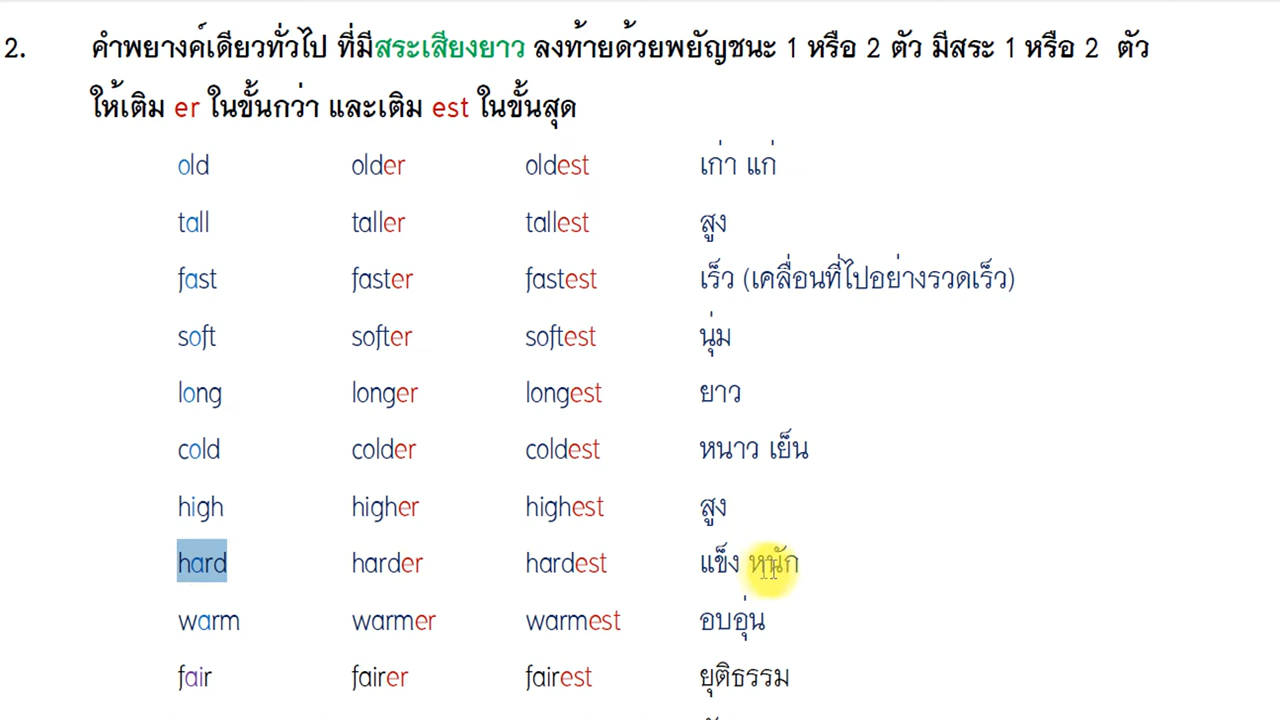 2. คำพยางค์เดียวทั่วไป ที่มีสระเสียงยาว ลงท้ายด้วยพยัญชนะ 1 หรือ 2 ตัว มีสระ 1 หรือ 2 ตัว
ให้เติม er ในขั้นกว่า และเติม est ในขั้นสุด
old older oldest เก่า แก่
tall taller tallest สูง
fast faster fastest เร็ว (เคลื่อนที่ไปอย่างรวดเร็ว)
soft softer softest นุ่ม
long longer longest ยาว
cold colder coldest หนาว เย็น
high higher highest สูง
hard harder hardest แข็ง หนัก
warm warmer warmest อบอุ่น
fair fairer fairest ยุติธรรม